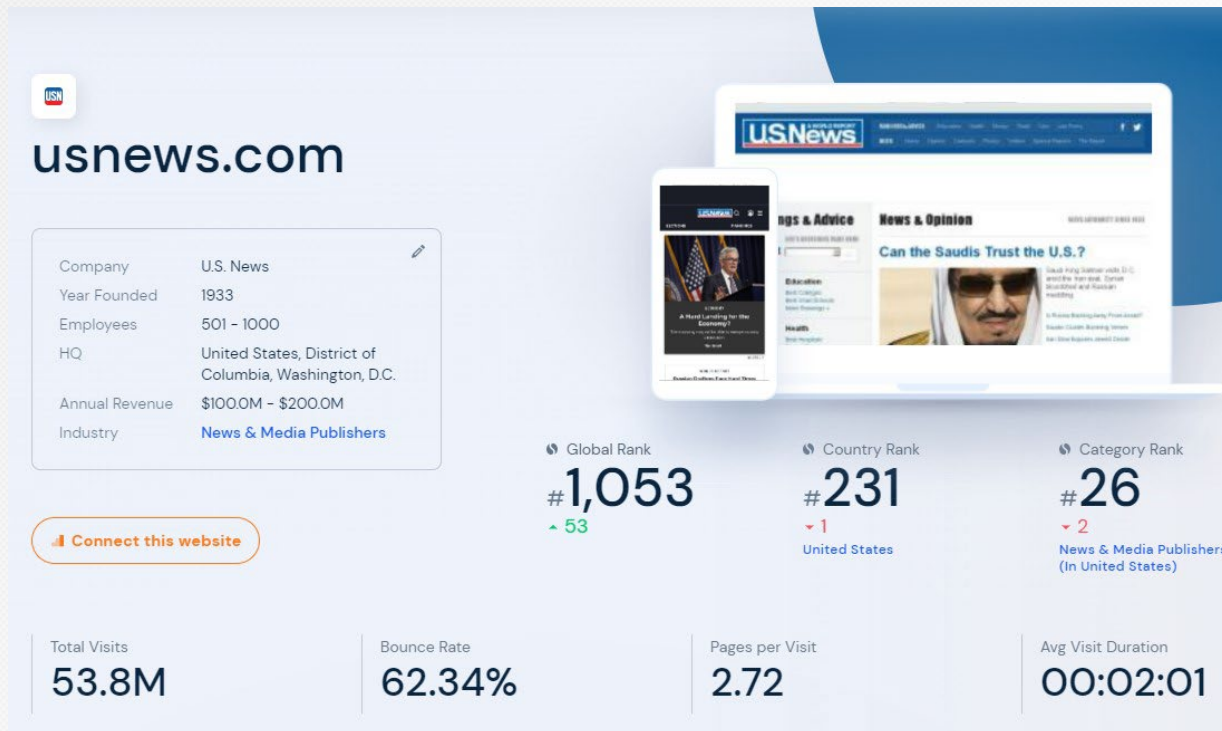 USN
usnews.com
Company U.S. News
Year Founded 1933
Employees 501 - 1000
HQ United States, District of
Columbia, Washington, D.C.
Annual Revenue $100.0M - $200.0M
Industry News & Media Publishers
Connect this website
U.S.News
ngs & Advice
News & Opinion
Can the Saudis Trust the U.S.?
Education
Health
A Hard Landing for the
Economy?
Global Rank
#1,053
53
Country Rank
#231
1
United States
Category Rank
#26
2
News & Media Publishers
(In United States)
Total Visits
53.8M
Bounce Rate
62.34%
Pages per Visit
2.72
Avg Visit Duration
00:02:01